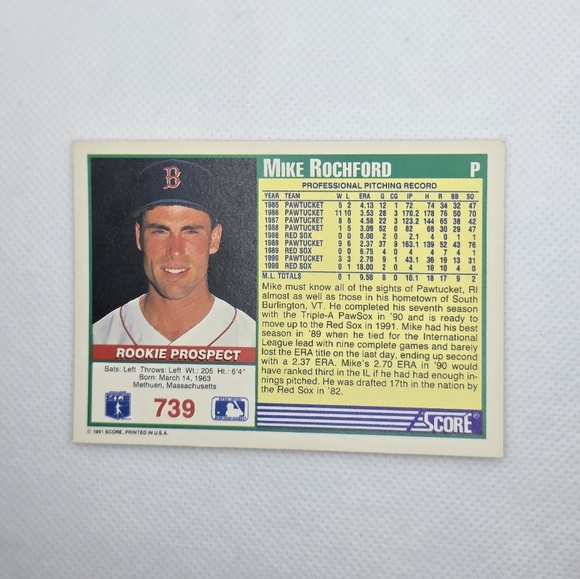 MIKE ROCHFORD P
PROFESSIONAL PITCHING RECORD
YEAR TEAM W L ERA G CG IP H R BB SO
1985 PAWTUCKET 5 2 4.13 12 1 72 74 34 32 47
1986 PAWTUCKET 11 10 3.53 28 3 170.2 178 76 50 70
1987 PAWTUCKET 8 8 4.58 22 3 123.2 144 65 38 42
1988 PAWTUCKET 1 5 3.09 52 0 82 68 30 29 47
1988 RED SOX 0 0 0.00 2 0 2.1 4 0 1 1
1989 PAWTUCKET 9 6 2.37 9 163.1 139 52 43 76
1989 RED SOX 0 0
1990 PAWTUCKET 3 3 2.70 9 1 43.1 36 19 13 31
1990 RED SOX 0 1 18.00 2 0 4 10 10 4 0
M.L. TOTALS 0 1 9.58 8 0 16.1 18 17 9 2
Mike must know all of the sights of Pawtucket, RI
almost as well as those in his hometown of South
Burlington, VT. He completed his seventh season
with the Triple-A PawSox in '90 and is ready to
move up to the Red Sox in 1991. Mike had his best
season in '89 when he tied for the International
League lead with nine complete games and barely
lost the ERA title on the last day, ending up second
with a 2.37 ERA. Mike's 2.70 ERA in '90 would
have ranked third in the IL if he had had enough in-
nings pitched. He was drafted 17th in the nation by
the Red Sox in '82.
B
ROOKIE PROSPECT
Bats: Left Throws: Left Wt.: 205 Ht.: 6'4"
Born: March 14, 1963
Methuen, Massachusetts
739
SCORE®
© 1991 SCORE, PRINTED IN U.S.A.